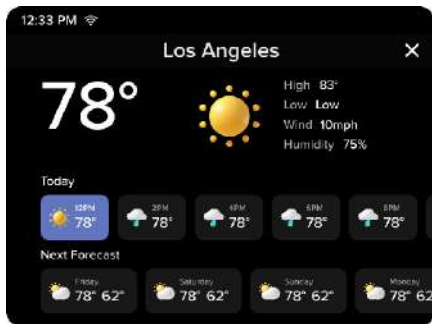 12:33 PM
Los Angeles
78°
High 83°
Low Low
Wind 10mph
Humidity 75%
Today
12PM 78°
2PM 78°
4PM 78°
6PM 78°
8PM 78°
Next Forecast
Friday 78° 62°
Saturday 78° 62°
Sunday 78° 62°
Monday 78° 62